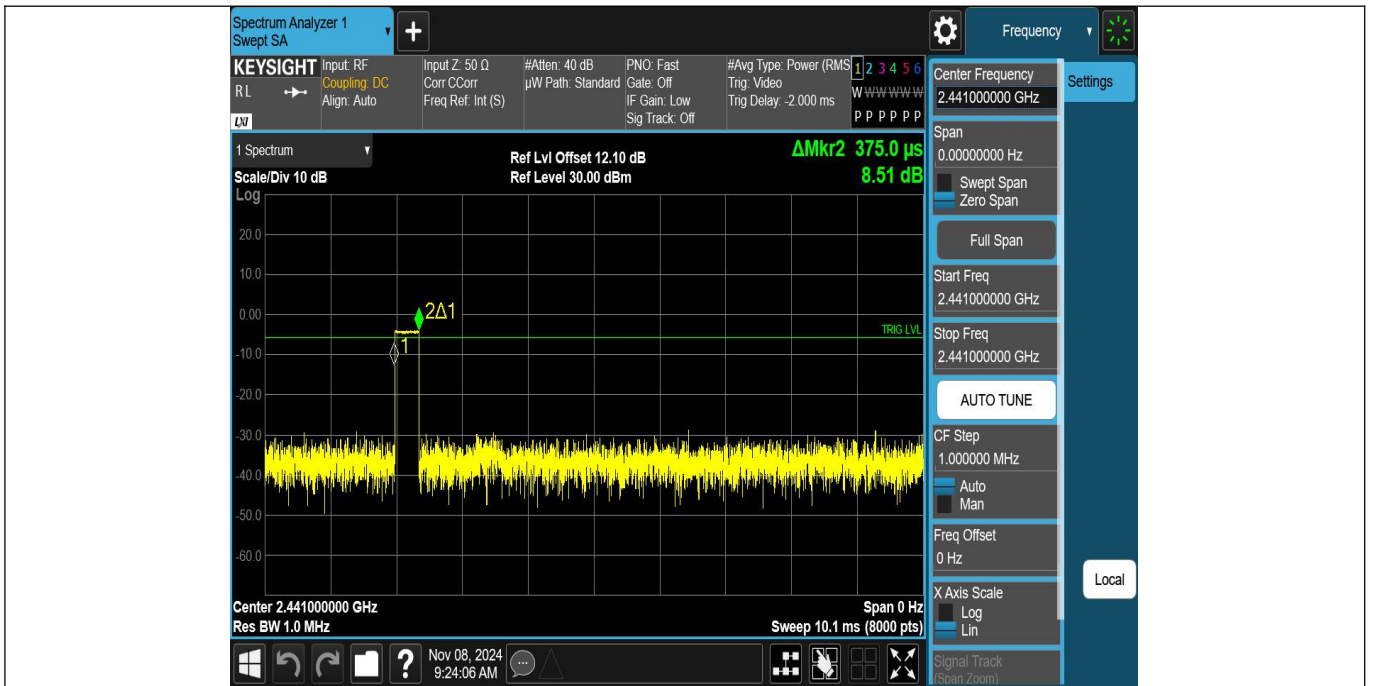 Spectrum Analyzer 1
Swept SA
+
Frequency
KEYSIGHT
RL
LXI
Input: RF
Coupling: DC
Align: Auto
Input Z: 50 Ω
Corr CCorr
Freq Ref: Int (S)
#Atten: 40 dB
µW Path: Standard
PNO: Fast
Gate: Off
IF Gain: Low
Sig Track: Off
#Avg Type: Power (RMS
Trig: Video
Trig Delay: -2.000 ms
1 2 3 4 5 6
W W W W W W
P P P P P P
Center Frequency
2.441000000 GHz
Settings
Span
0.00000000 Hz
Swept Span
Zero Span
Full Span
Start Freq
2.441000000 GHz
Stop Freq
2.441000000 GHz
AUTO TUNE
CF Step
1.000000 MHz
Auto
Man
Freq Offset
0 Hz
X Axis Scale
Log
Lin
Signal Track
(Span Zoom)
Local
1 Spectrum
Scale/Div 10 dB
Ref Lvl Offset 12.10 dB
Ref Level 30.00 dBm
ΔMkr2 375.0 µs
8.51 dB
Log
20.0
10.0
0.00
-10.0
-20.0
-30.0
-40.0
-50.0
-60.0
2Δ1
1
TRIG LVL
Center 2.441000000 GHz
Res BW 1.0 MHz
Span 0 Hz
Sweep 10.1 ms (8000 pts)
?
Nov 08, 2024
9:24:06 AM